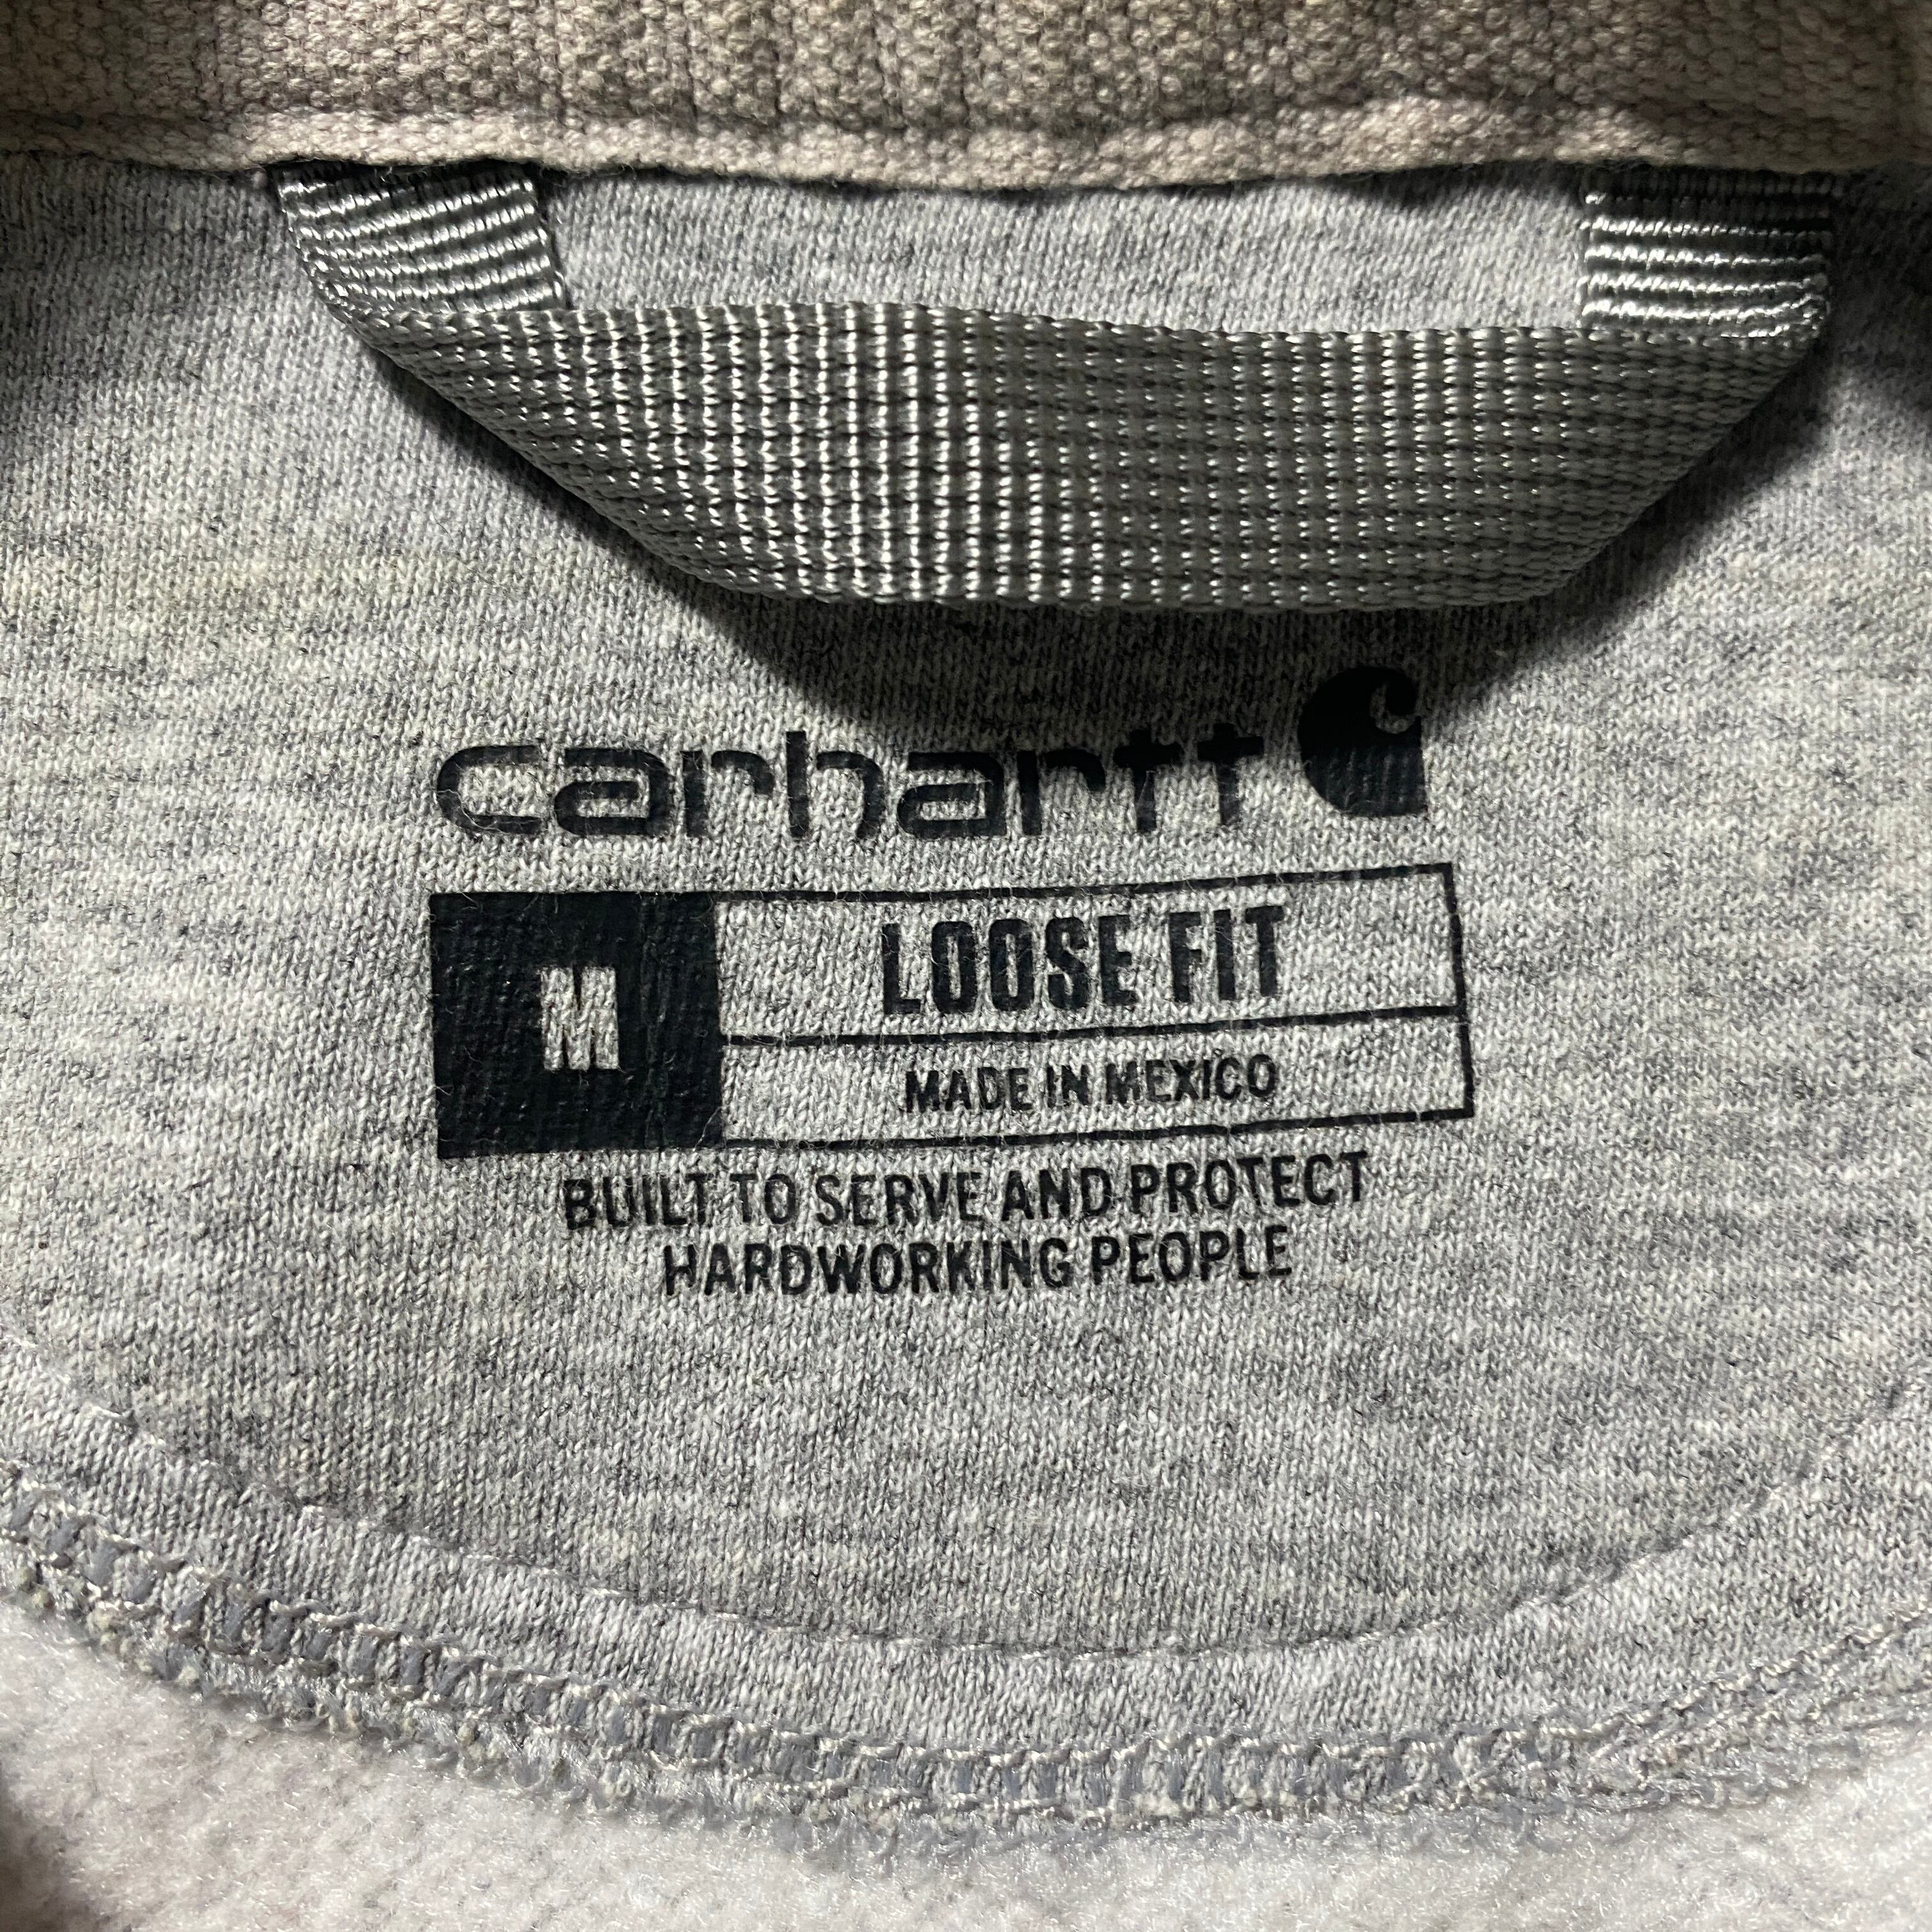 carhartt
M
LOOSE FIT
MADE IN MEXICO
BUILT TO SERVE AND PROTECT
HARDWORKING PEOPLE